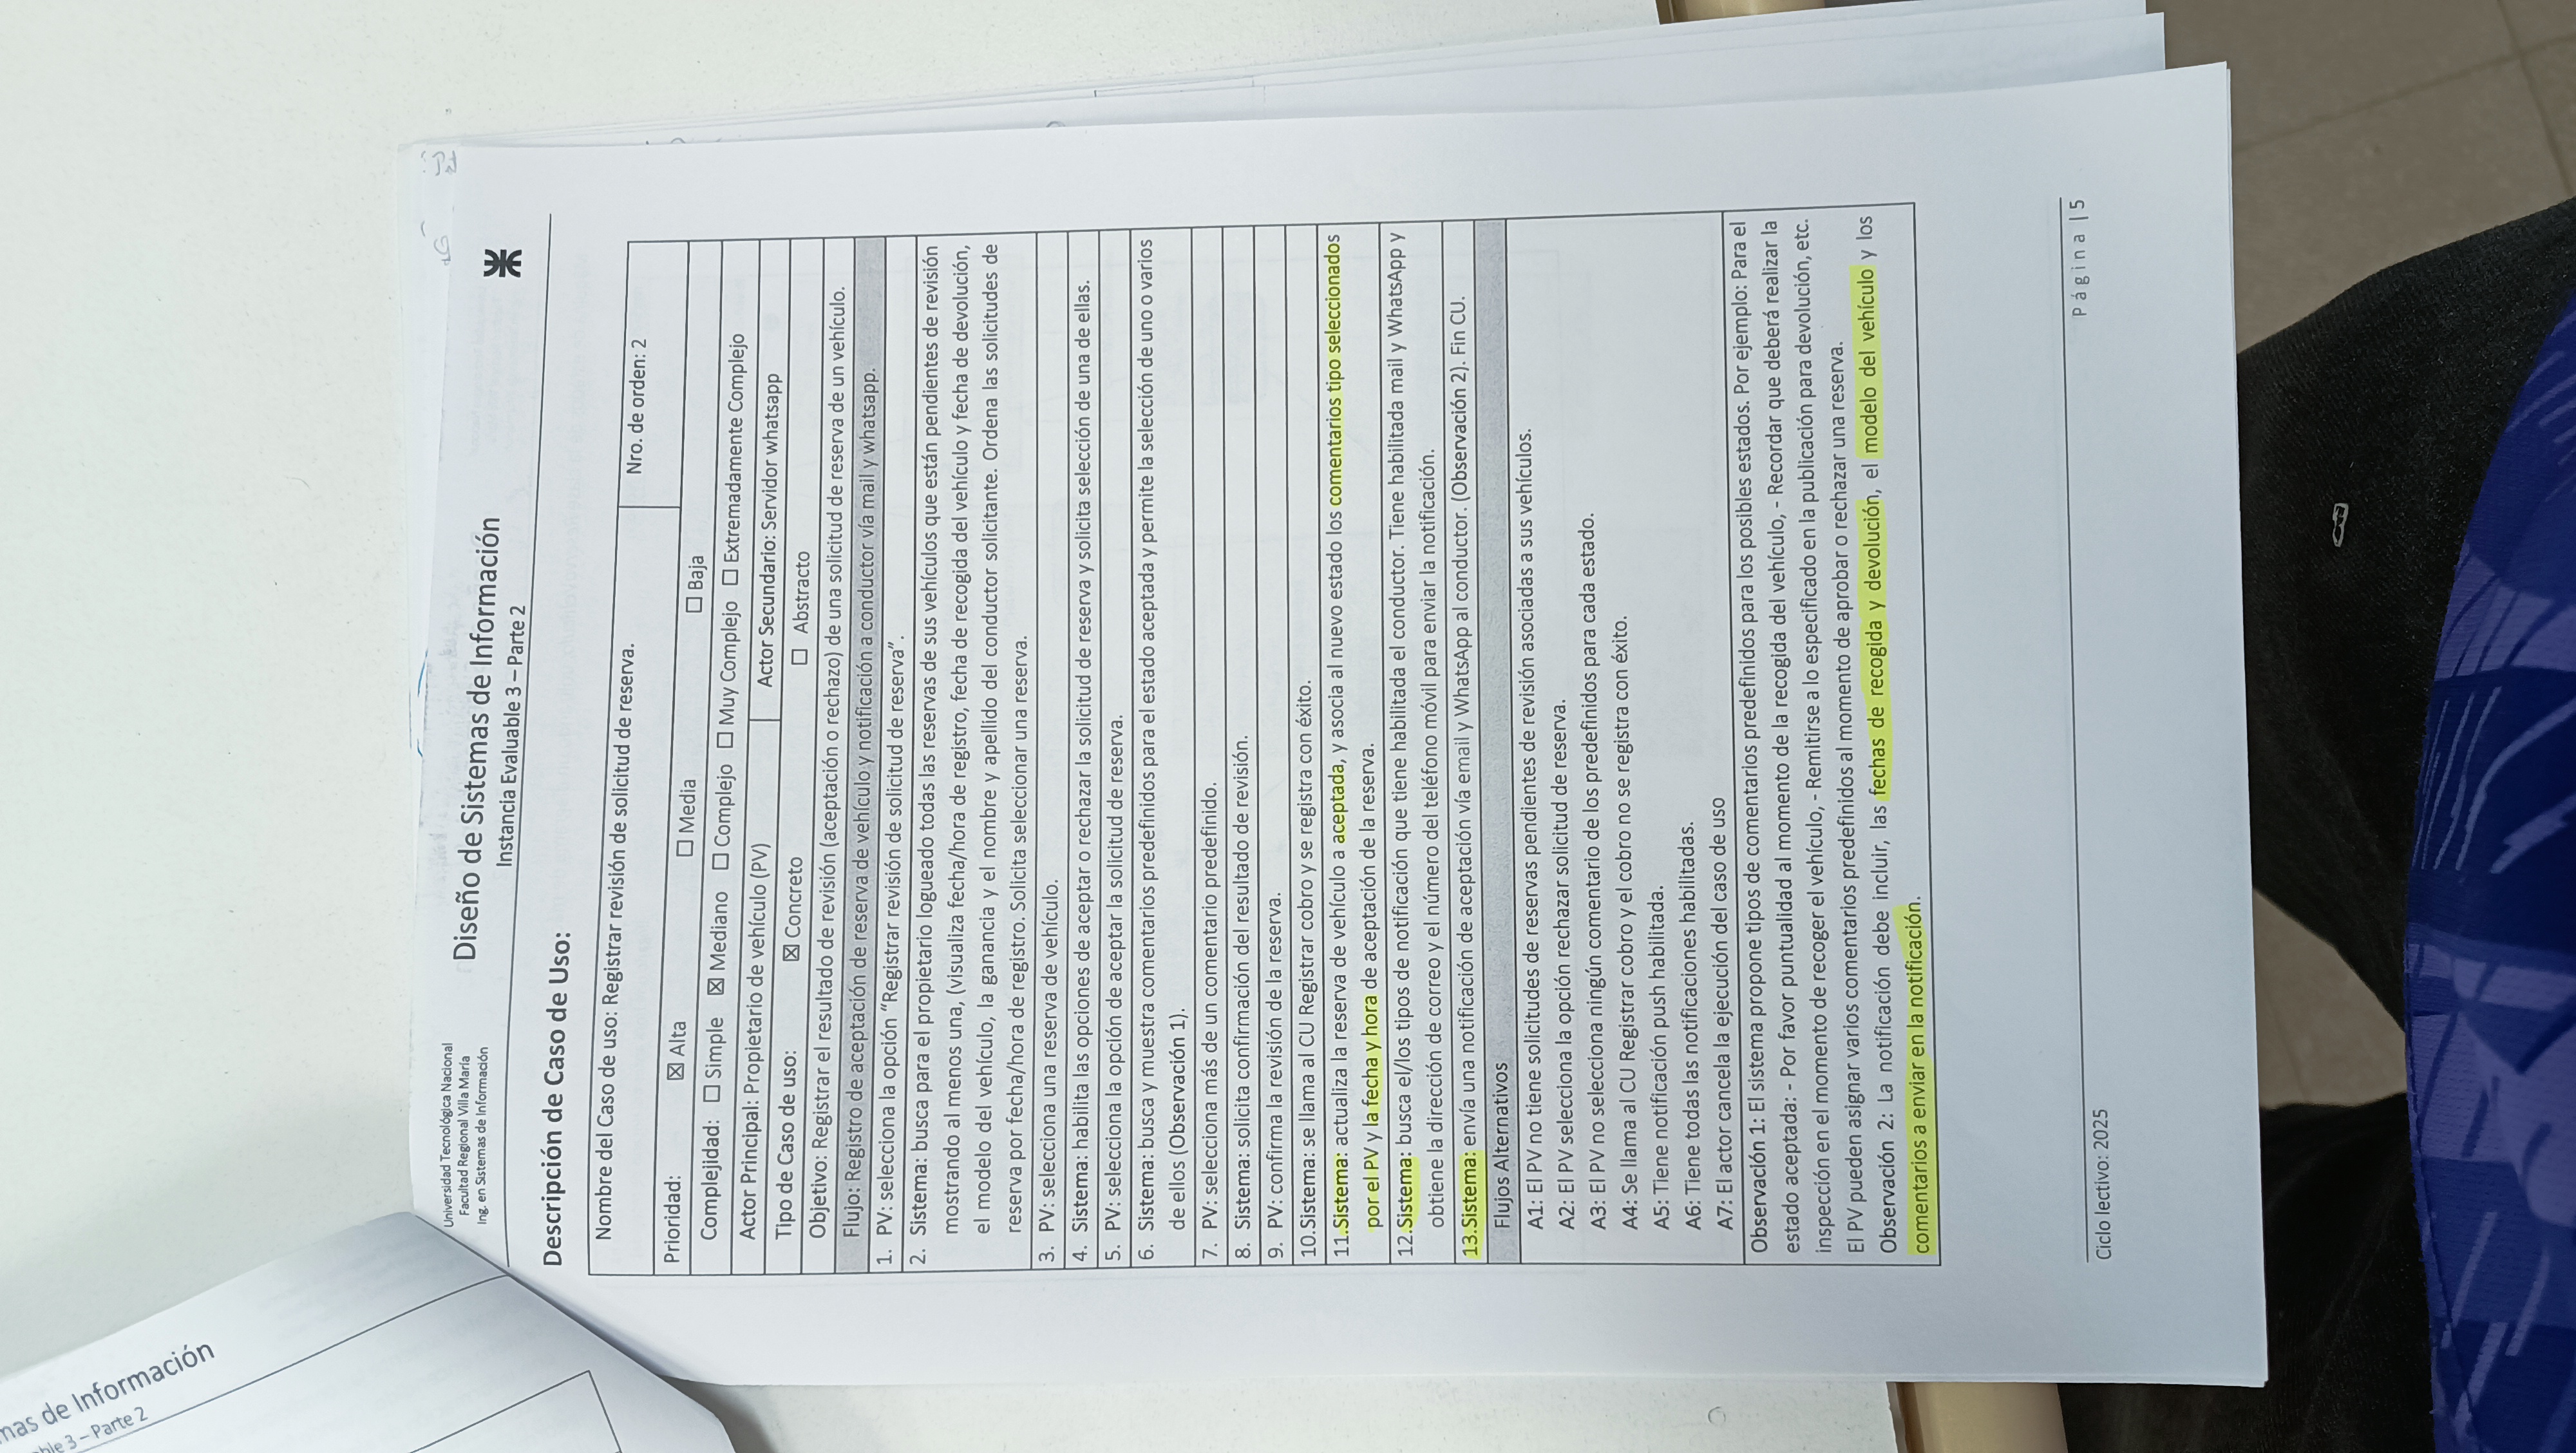 Universidad Tecnológica Nacional
Facultad Regional Villa María
Ing. en Sistemas de Información
Diseño de Sistemas de Información
Instancia Evaluable 3 – Parte 2
Descripción de Caso de Uso:
Nombre del Caso de uso: Registrar revisión de solicitud de reserva.
Nro. de orden: 2
Prioridad: ☒ Alta ☐ Media ☐ Baja
Complejidad: ☐ Simple ☒ Mediano ☐ Complejo ☐ Muy Complejo ☐ Extremadamente Complejo
Actor Principal: Propietario de vehículo (PV)
Actor Secundario: Servidor whatsapp
Tipo de Caso de uso: ☒ Concreto ☐ Abstracto
Objetivo: Registrar el resultado de revisión (aceptación o rechazo) de una solicitud de reserva de un vehículo.
Flujo: Registro de aceptación de reserva de vehículo y notificación a conductor vía mail y whatsapp.
1. PV: selecciona la opción "Registrar revisión de solicitud de reserva".
2. Sistema: busca para el propietario logueado todas las reservas de sus vehículos que están pendientes de revisión
mostrando al menos una, (visualiza fecha/hora de registro, fecha de recogida del vehículo y fecha de devolución,
el modelo del vehículo, la ganancia y el nombre y apellido del conductor solicitante. Ordena las solicitudes de
reserva por fecha/hora de registro. Solicita seleccionar una reserva.
3. PV: selecciona una reserva de vehículo.
4. Sistema: habilita las opciones de aceptar o rechazar la solicitud de reserva y solicita selección de una de ellas.
5. PV: selecciona la opción de aceptar la solicitud de reserva.
6. Sistema: busca y muestra comentarios predefinidos para el estado aceptada y permite la selección de uno o varios
de ellos (Observación 1).
7. PV: selecciona más de un comentario predefinido.
8. Sistema: solicita confirmación del resultado de revisión.
9. PV: confirma la revisión de la reserva.
10.Sistema: se llama al CU Registrar cobro y se registra con éxito.
11.Sistema: actualiza la reserva de vehículo a aceptada, y asocia al nuevo estado los comentarios tipo seleccionados
por el PV y la fecha y hora de aceptación de la reserva.
12.Sistema: busca el/los tipos de notificación que tiene habilitada el conductor. Tiene habilitada mail y WhatsApp y
obtiene la dirección de correo y el número del teléfono móvil para enviar la notificación.
13.Sistema: envía una notificación de aceptación vía email y WhatsApp al conductor. (Observación 2). Fin CU.
Flujos Alternativos
A1: El PV no tiene solicitudes de reservas pendientes de revisión asociadas a sus vehículos.
A2: El PV selecciona la opción rechazar solicitud de reserva.
A3: El PV no selecciona ningún comentario de los predefinidos para cada estado.
A4: Se llama al CU Registrar cobro y el cobro no se registra con éxito.
A5: Tiene notificación push habilitada.
A6: Tiene todas las notificaciones habilitadas.
A7: El actor cancela la ejecución del caso de uso
Observación 1: El sistema propone tipos de comentarios predefinidos para los posibles estados. Por ejemplo: Para el
estado aceptada: - Por favor puntualidad al momento de la recogida del vehículo, - Recordar que deberá realizar la
inspección en el momento de recoger el vehículo, - Remitirse a lo especificado en la publicación para devolución, etc.
El PV pueden asignar varios comentarios predefinidos al momento de aprobar o rechazar una reserva.
Observación 2: La notificación debe incluir, las fechas de recogida y devolución, el modelo del vehículo y los
comentarios a enviar en la notificación.
Ciclo lectivo: 2025
Página | 5
mas de Información
ble 3 – Parte 2